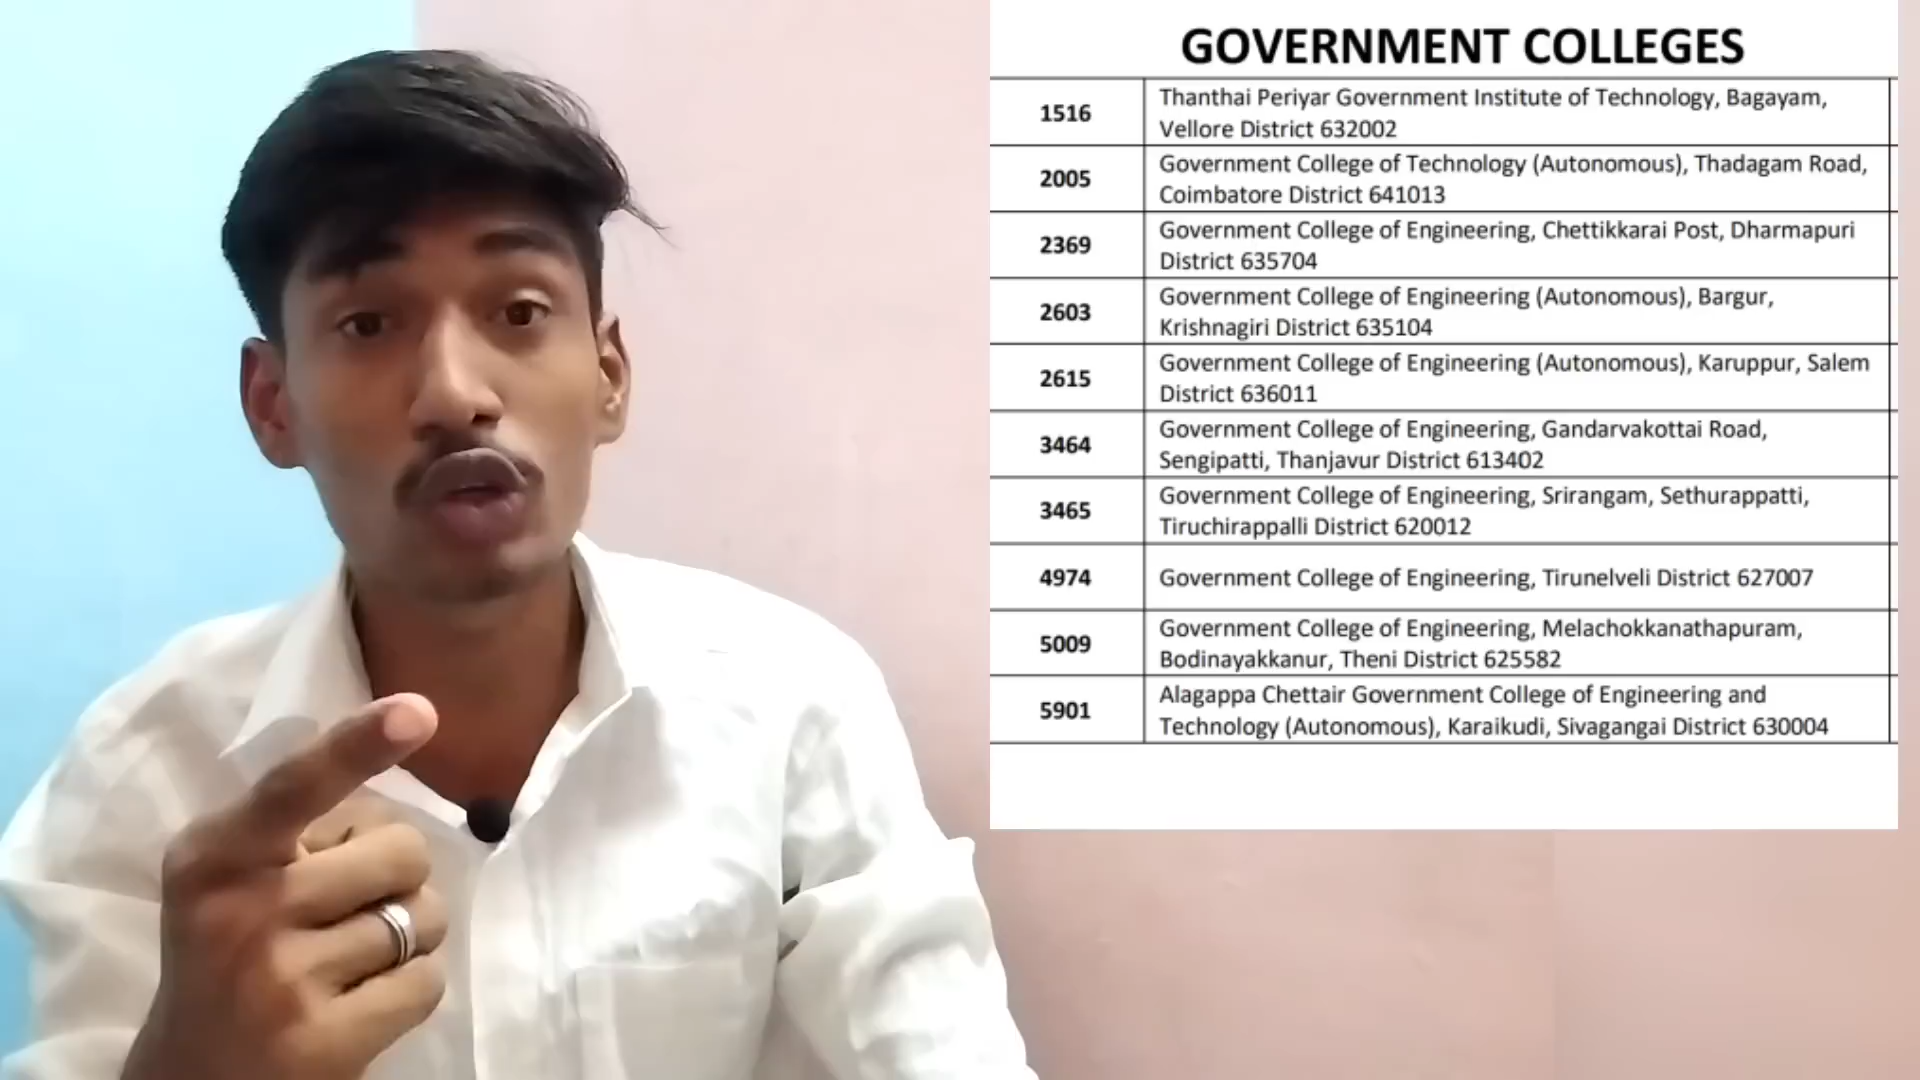 GOVERNMENT COLLEGES
1516
Thanthai Periyar Government Institute of Technology, Bagayam,
Vellore District 632002
2005
Government College of Technology (Autonomous), Thadagam Road,
Coimbatore District 641013
2369
Government College of Engineering, Chettikkarai Post, Dharmapuri
District 635704
2603
Government College of Engineering (Autonomous), Bargur,
Krishnagiri District 635104
2615
Government College of Engineering (Autonomous), Karuppur, Salem
District 636011
3464
Government College of Engineering, Gandarvakottai Road,
Sengipatti, Thanjavur District 613402
3465
Government College of Engineering, Srirangam, Sethurappatti,
Tiruchirappalli District 620012
4974
Government College of Engineering, Tirunelveli District 627007
5009
Government College of Engineering, Melachokkanathapuram,
Bodinayakkanur, Theni District 625582
5901
Alagappa Chettair Government College of Engineering and
Technology (Autonomous), Karaikudi, Sivagangai District 630004